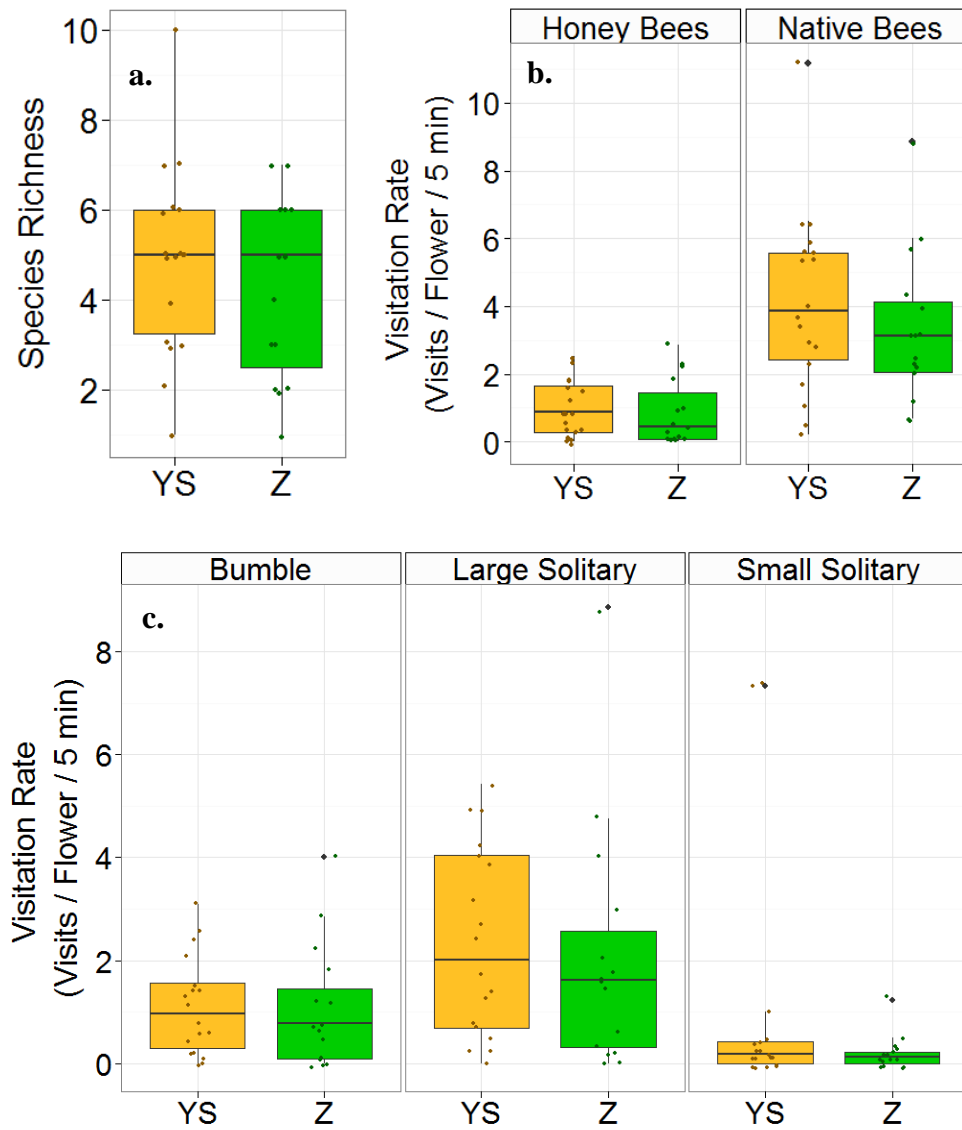 a.
Species Richness
10
8
6
4
2
YS
Z
b.
Honey Bees
Native Bees
Visitation Rate
(Visits / Flower / 5 min)
10
8
6
4
2
0
YS
Z
YS
Z
c.
Bumble
Large Solitary
Small Solitary
Visitation Rate
(Visits / Flower / 5 min)
8
6
4
2
0
YS
Z
YS
Z
YS
Z